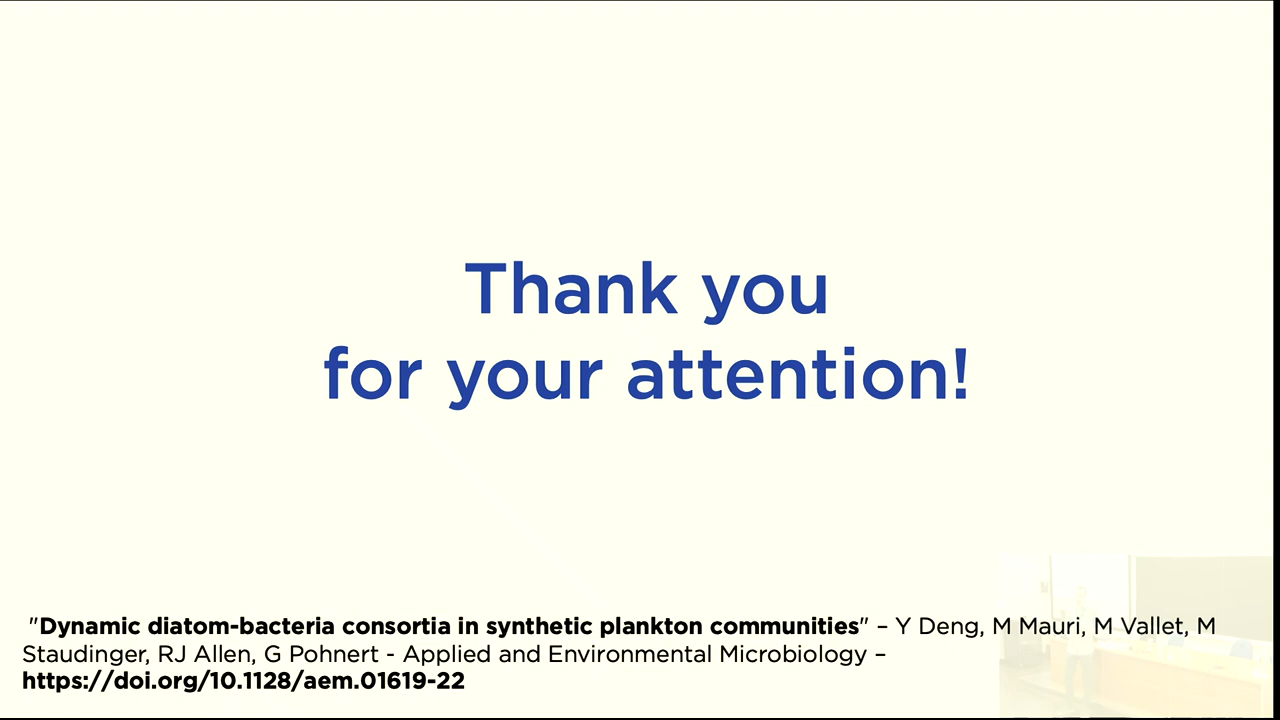 Thank you
for your attention!
"Dynamic diatom-bacteria consortia in synthetic plankton communities" – Y Deng, M Mauri, M Vallet, M
Staudinger, RJ Allen, G Pohnert - Applied and Environmental Microbiology –
https://doi.org/10.1128/aem.01619-22